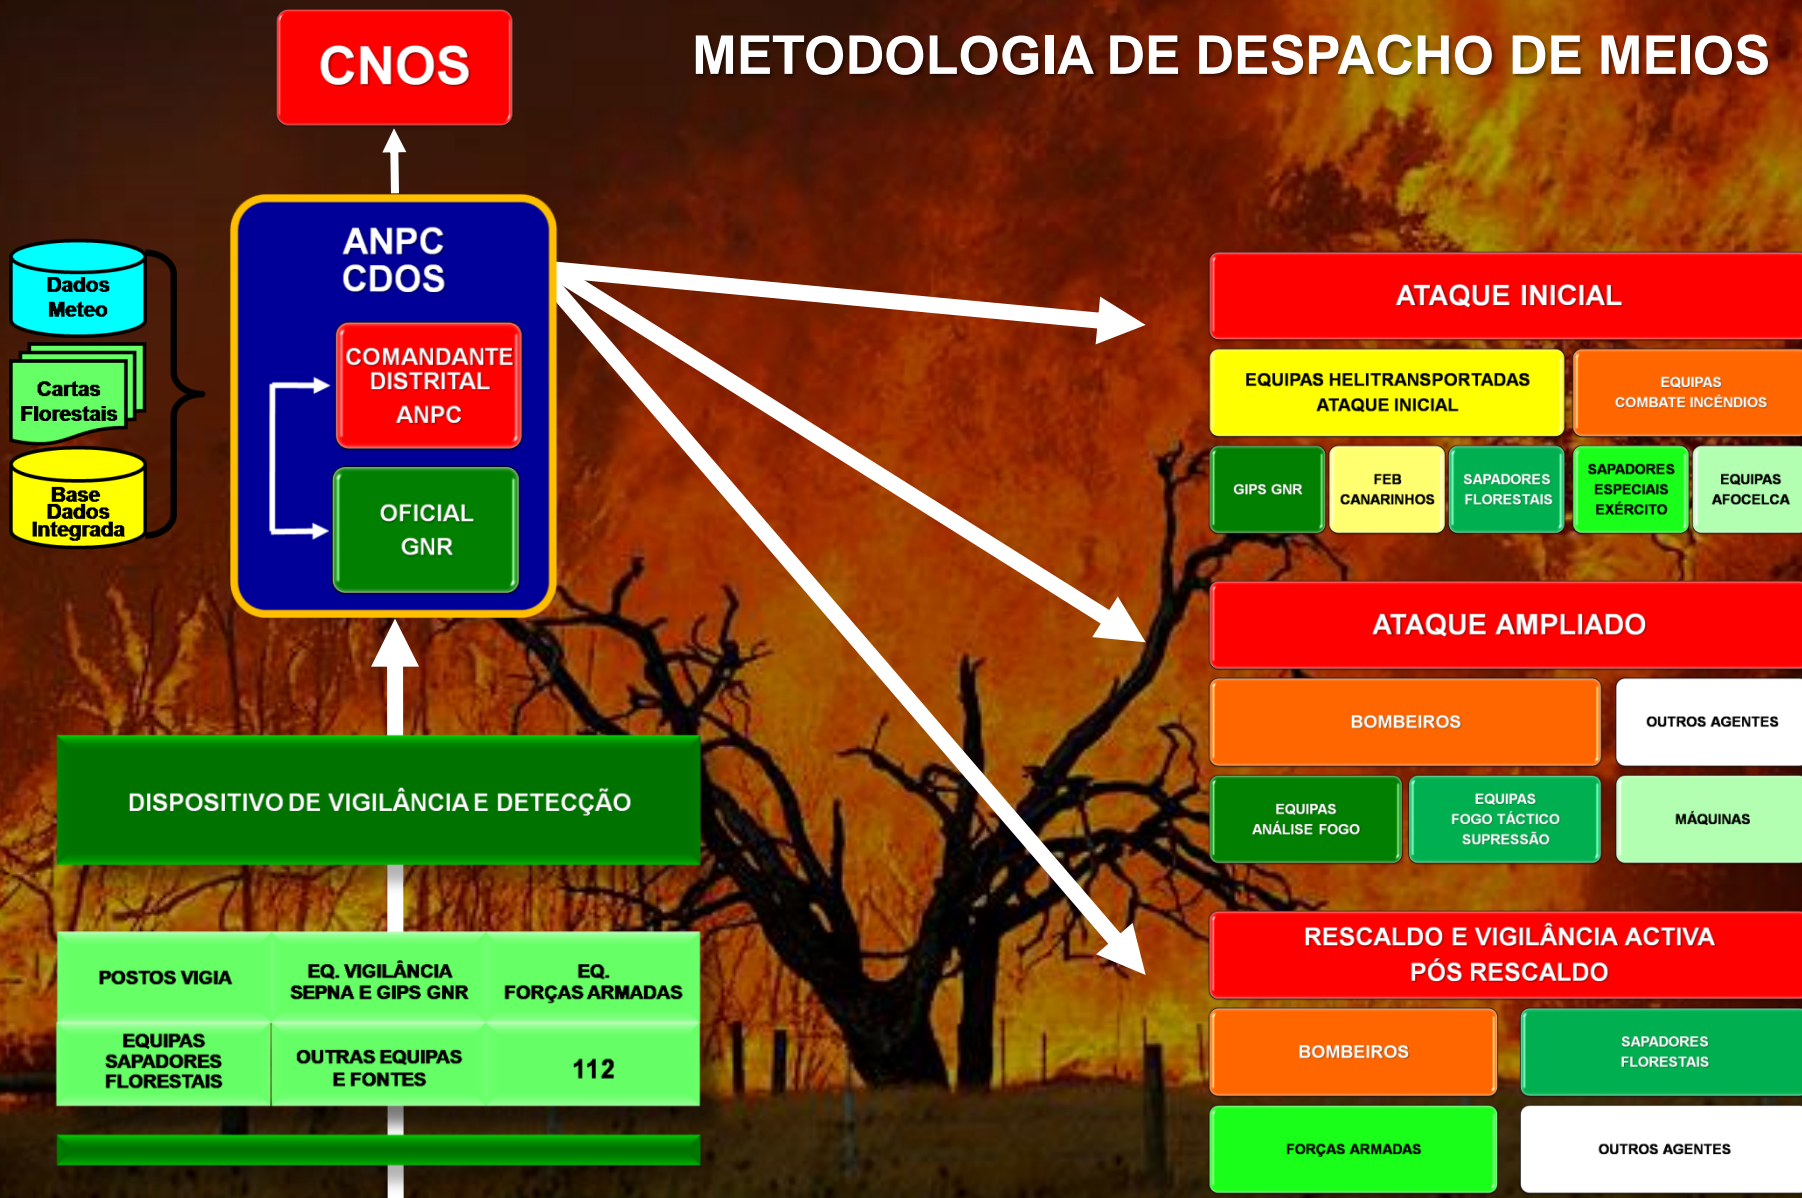 CNOS
METODOLOGIA DE DESPACHO DE MEIOS
ANPC
CDOS
Dados
Meteo
Cartas
Florestais
Base
Dados
Integrada
COMANDANTE
DISTRITAL
ANPC
OFICIAL
GNR
DISPOSITIVO DE VIGILÂNCIA E DETECÇÃO
POSTOS VIGIA
EQ. VIGILÂNCIA
SEPNA E GIPS GNR
EQ.
FORÇAS ARMADAS
EQUIPAS
SAPADORES
FLORESTAIS
OUTRAS EQUIPAS
E FONTES
112
ATAQUE INICIAL
EQUIPAS HELITRANSPORTADAS
ATAQUE INICIAL
EQUIPAS
COMBATE INCÊNDIOS
GIPS GNR
FEB
CANARINHOS
SAPADORES
FLORESTAIS
SAPADORES
ESPECIAIS
EXÉRCITO
EQUIPAS
AFOCELCA
ATAQUE AMPLIADO
BOMBEIROS
OUTROS AGENTES
EQUIPAS
ANÁLISE FOGO
EQUIPAS
FOGO TÁCTICO
SUPRESSÃO
MÁQUINAS
RESCALDO E VIGILÂNCIA ACTIVA
PÓS RESCALDO
BOMBEIROS
SAPADORES
FLORESTAIS
FORÇAS ARMADAS
OUTROS AGENTES